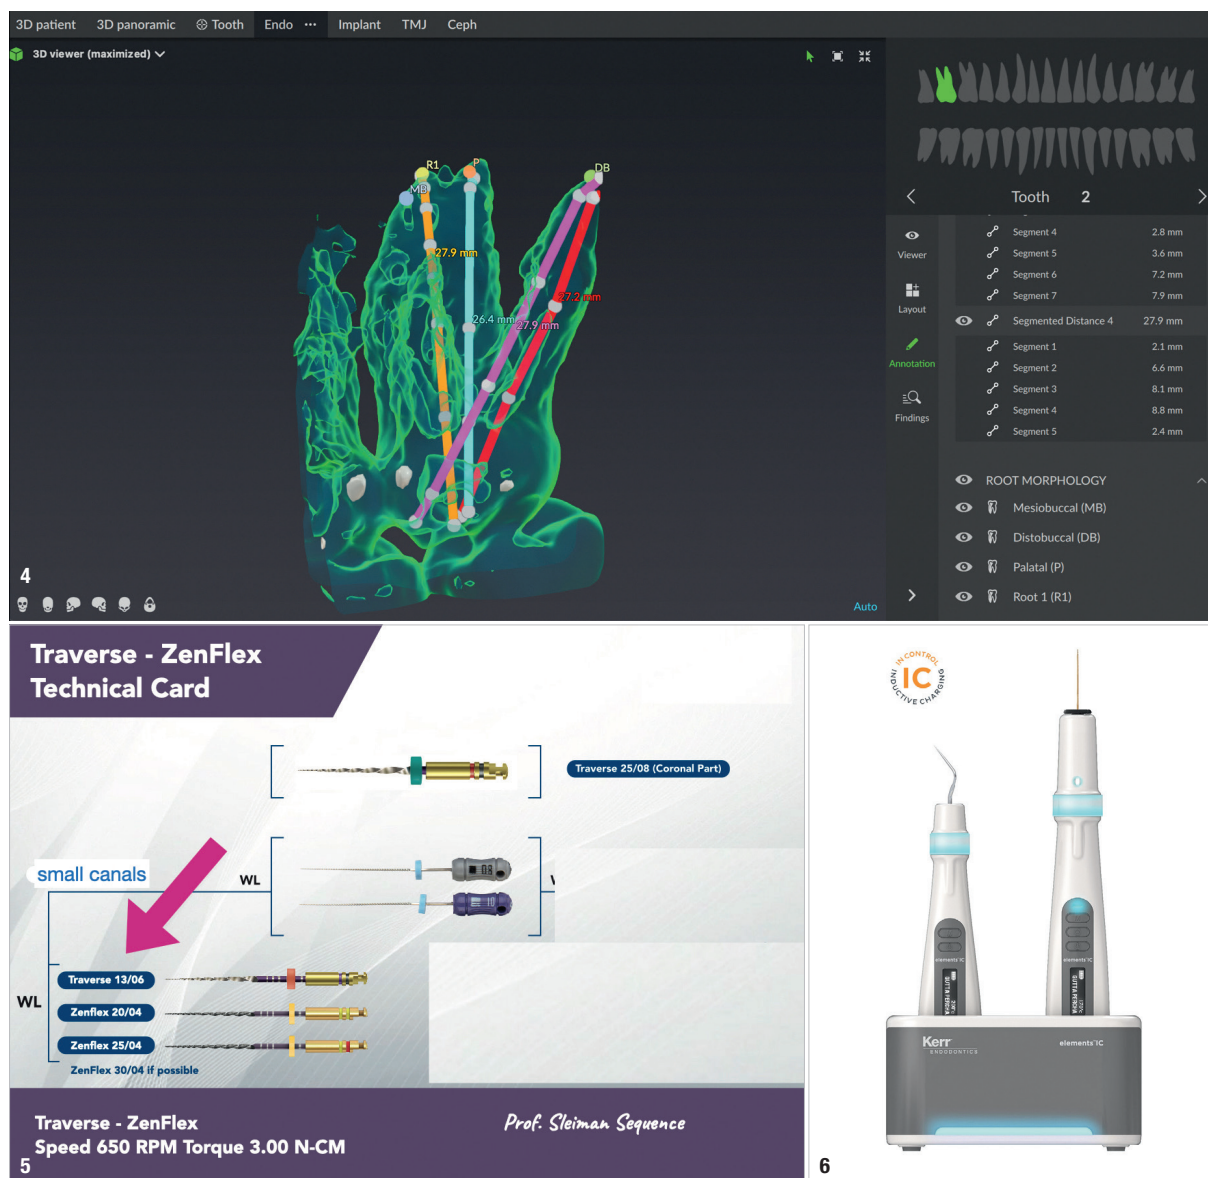 3D patient 3D panoramic Tooth Endo ••• Implant TMJ Ceph
3D viewer (maximized)
R1
P
DB
MB
27.9 mm
27.2 mm
26.4 mm
27.9 mm
Auto
4
Tooth 2
Viewer
Layout
Annotation
Findings
Segment 4 2.8 mm
Segment 5 3.6 mm
Segment 6 7.2 mm
Segment 7 7.9 mm
Segmented Distance 4 27.9 mm
Segment 1 2.1 mm
Segment 2 6.6 mm
Segment 3 8.1 mm
Segment 4 8.8 mm
Segment 5 2.4 mm
ROOT MORPHOLOGY
Mesiobuccal (MB)
Distobuccal (DB)
Palatal (P)
Root 1 (R1)
Traverse - ZenFlex
Technical Card
Traverse 25/08 (Coronal Part)
small canals
WL
WL
Traverse 13/06
Zenflex 20/04
Zenflex 25/04
ZenFlex 30/04 if possible
Traverse - ZenFlex
Speed 650 RPM Torque 3.00 N-CM
Prof. Sleiman Sequence
5
IN CONTROL
IC
INDUCTIVE CHARGING
elements IC
elements IC
Kerr
ENDODONTICS
elements IC
6